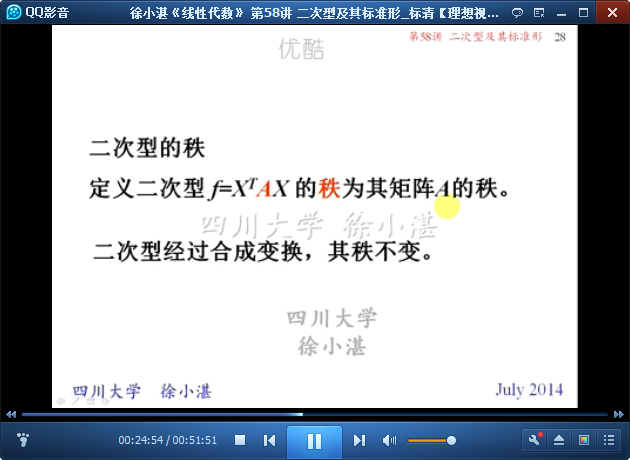 QQ影音
徐小湛《线性代数》 第58讲 二次型及其标准形_标清【理想视...
优酷
第58讲 二次型及其标准形 28
二次型的秩
定义二次型 f=XᵀAX 的秩为其矩阵A的秩。
四川大学 徐小湛
二次型经过合成变换，其秩不变。
四川大学
徐小湛
四川大学 徐小湛
July 2014
00:24:54 / 00:51:51